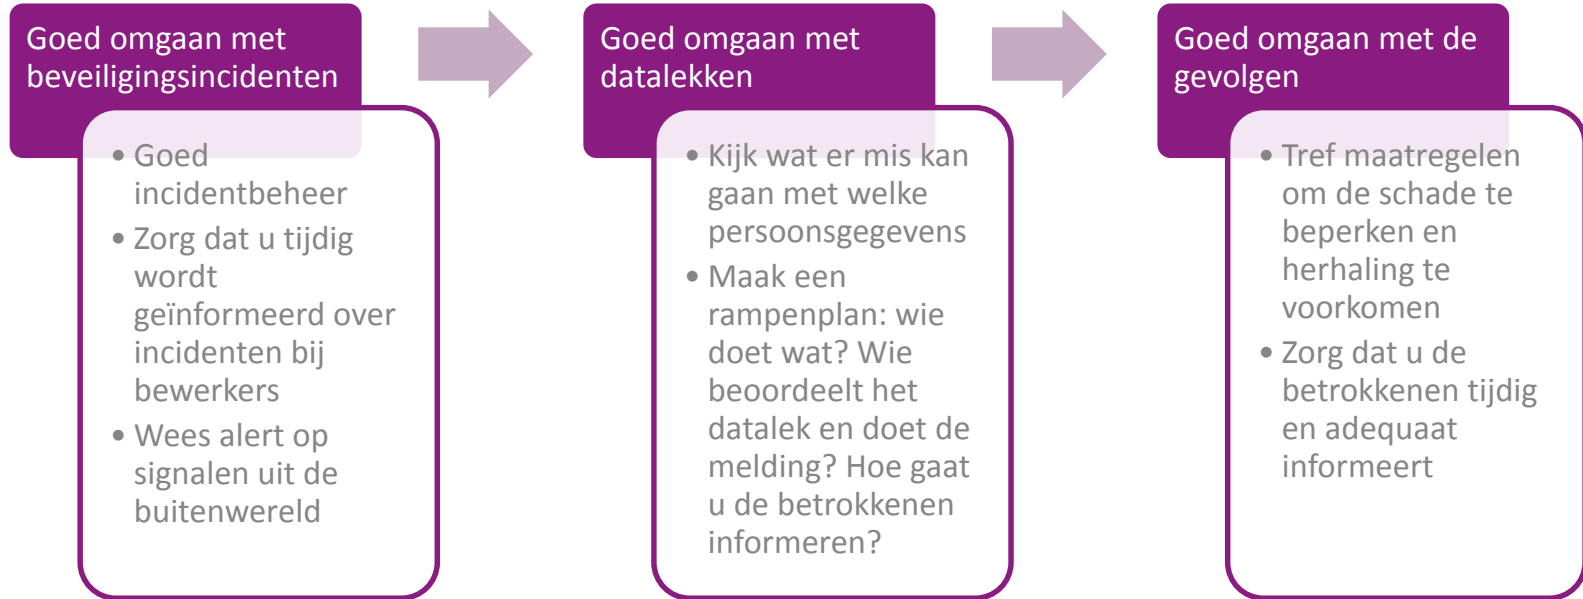 Goed omgaan met
beveiligingsincidenten
• Goed
incidentbeheer
• Zorg dat u tijdig
wordt
geïnformeerd over
incidenten bij
bewerkers
• Wees alert op
signalen uit de
buitenwereld
Goed omgaan met
datalekken
• Kijk wat er mis kan
gaan met welke
persoonsgegevens
• Maak een
rampenplan: wie
doet wat? Wie
beoordeelt het
datalek en doet de
melding? Hoe gaat
u de betrokkenen
informeren?
Goed omgaan met de
gevolgen
• Tref maatregelen
om de schade te
beperken en
herhaling te
voorkomen
• Zorg dat u de
betrokkenen tijdig
en adequaat
informeert